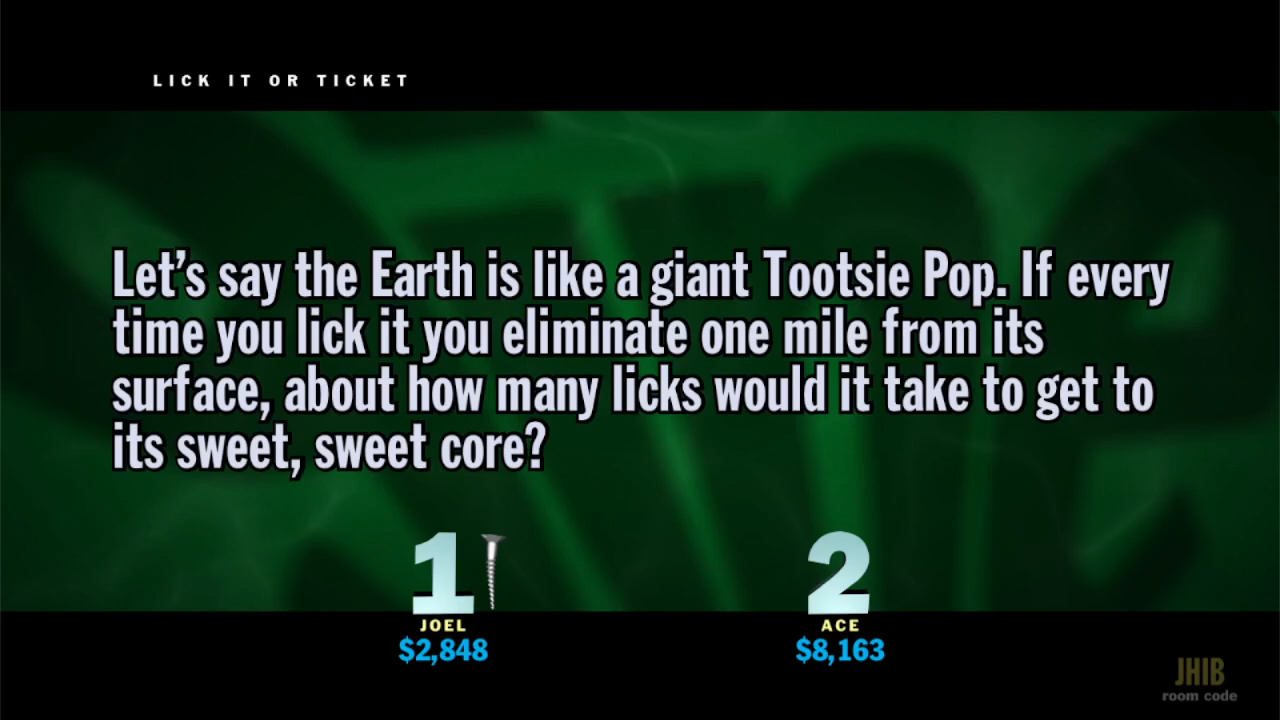 LICK IT OR TICKET
Let's say the Earth is like a giant Tootsie Pop. If every
time you lick it you eliminate one mile from its
surface, about how many licks would it take to get to
its sweet, sweet core?
1 2
JOEL ACE
$2,848 $8,163
JHIB
room code